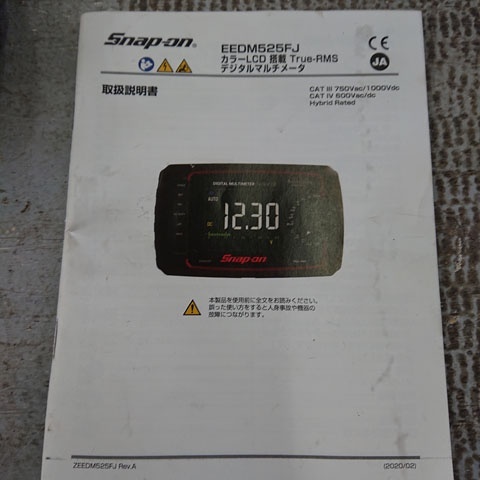 Snap-on®
EEDM525FJ
カラーLCD 搭載 True-RMS
デジタルマルチメータ
CE
JA
取扱説明書
CAT III 750Vac/1000Vdc
CAT IV 600Vac/dc
Hybrid Rated
DIGITAL MULTIMETER
AUTO
12.30
Snap-on
本製品を使用前に全文をお読みください。
誤った使い方をすると人身事故や機器の
故障につながります。
ZEEDM525FJ Rev.A
(2020/02)